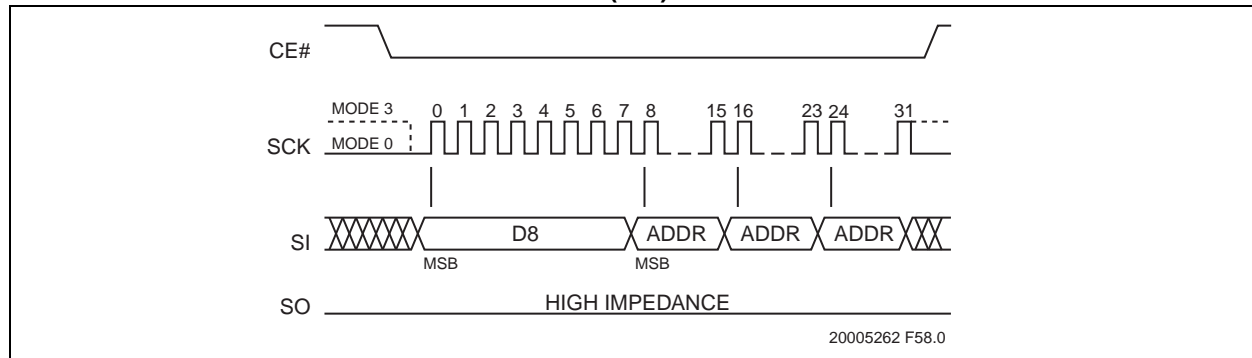 CE#
MODE 3
0 1 2 3 4 5 6 7 8 15 16 23 24 31
SCK MODE 0
SI D8 ADDR ADDR ADDR
MSB MSB
SO HIGH IMPEDANCE
20005262 F58.0